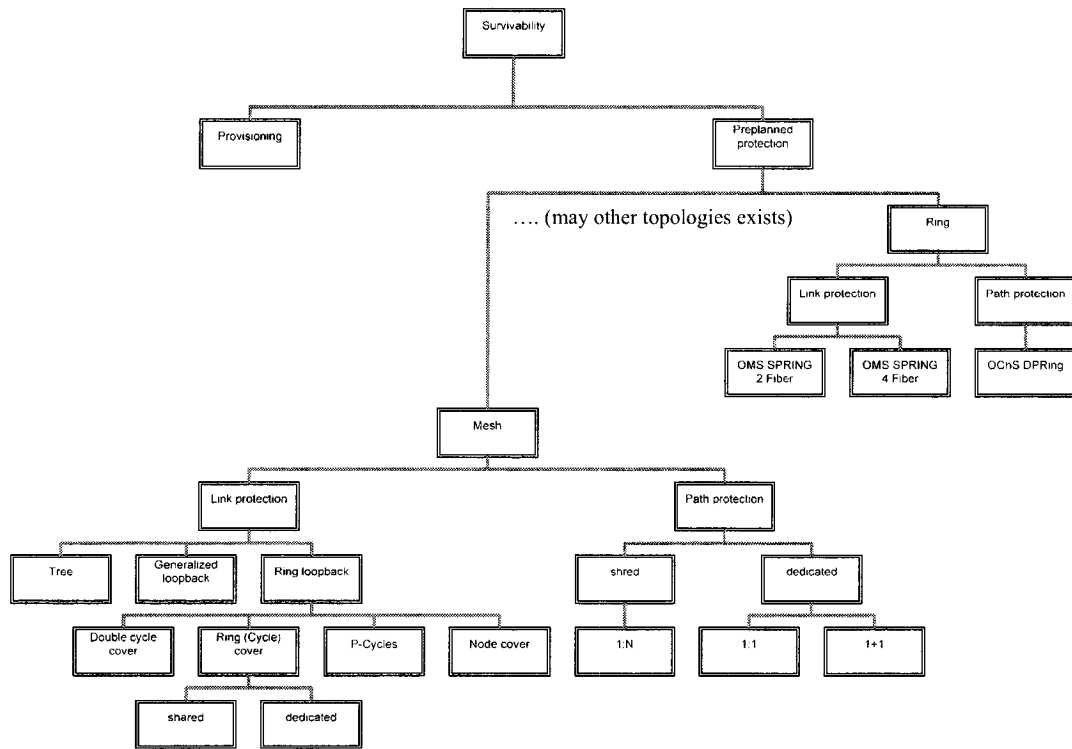 Survivability
Provisioning
Preplanned
protection
.... (may other topologies exists)
Ring
Link protection
Path protection
OMS SPRING
2 Fiber
OMS SPRING
4 Fiber
OChS DPRing
Mesh
Link protection
Path protection
Tree
Generalized
loopback
Ring loopback
shred
dedicated
Double cycle
cover
Ring (Cycle)
cover
P-Cycles
Node cover
1:N
1:1
1+1
shared
dedicated